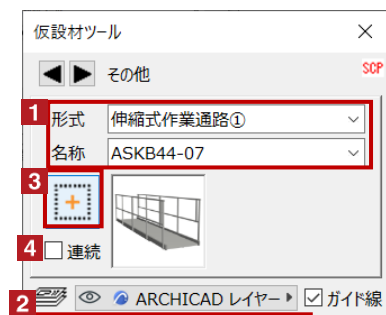 仮設材ツール
その他
SCP
1 形式 伸縮式作業通路①
名称 ASKB44-07
3
4 連続
2 ARCHICAD レイヤー ガイド線